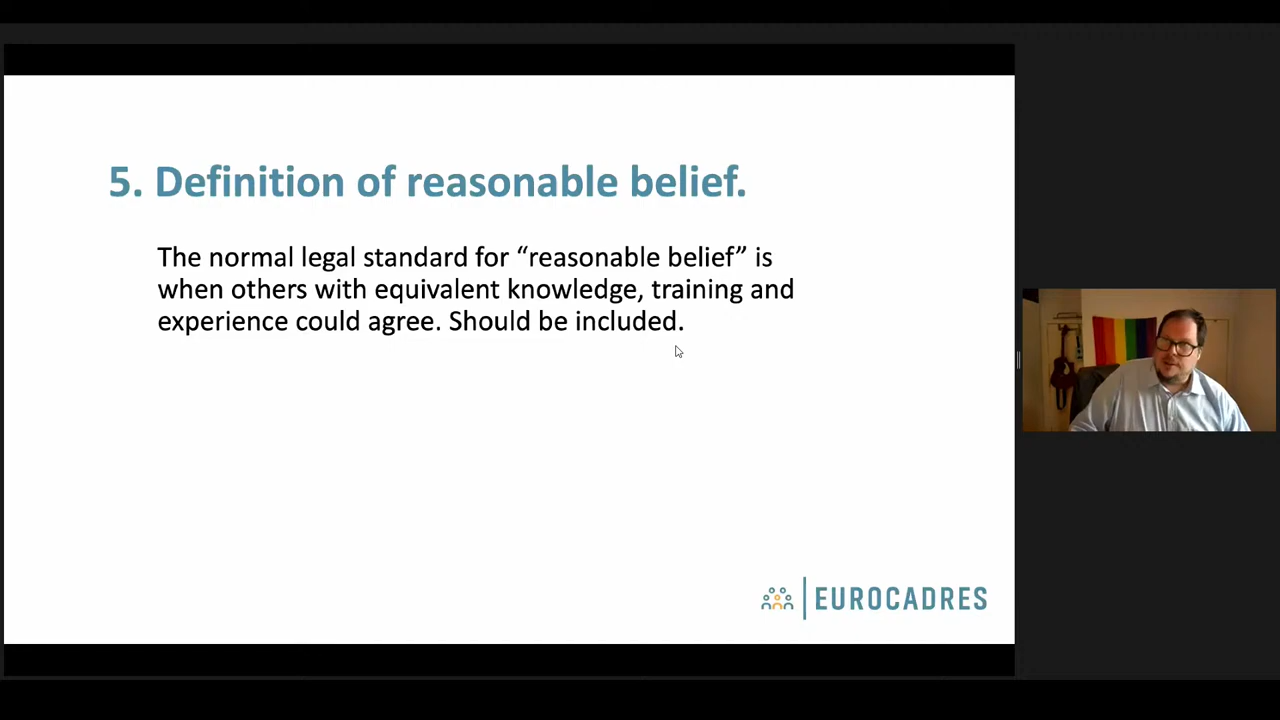 5. Definition of reasonable belief.
The normal legal standard for “reasonable belief” is
when others with equivalent knowledge, training and
experience could agree. Should be included.
EUROCADRES